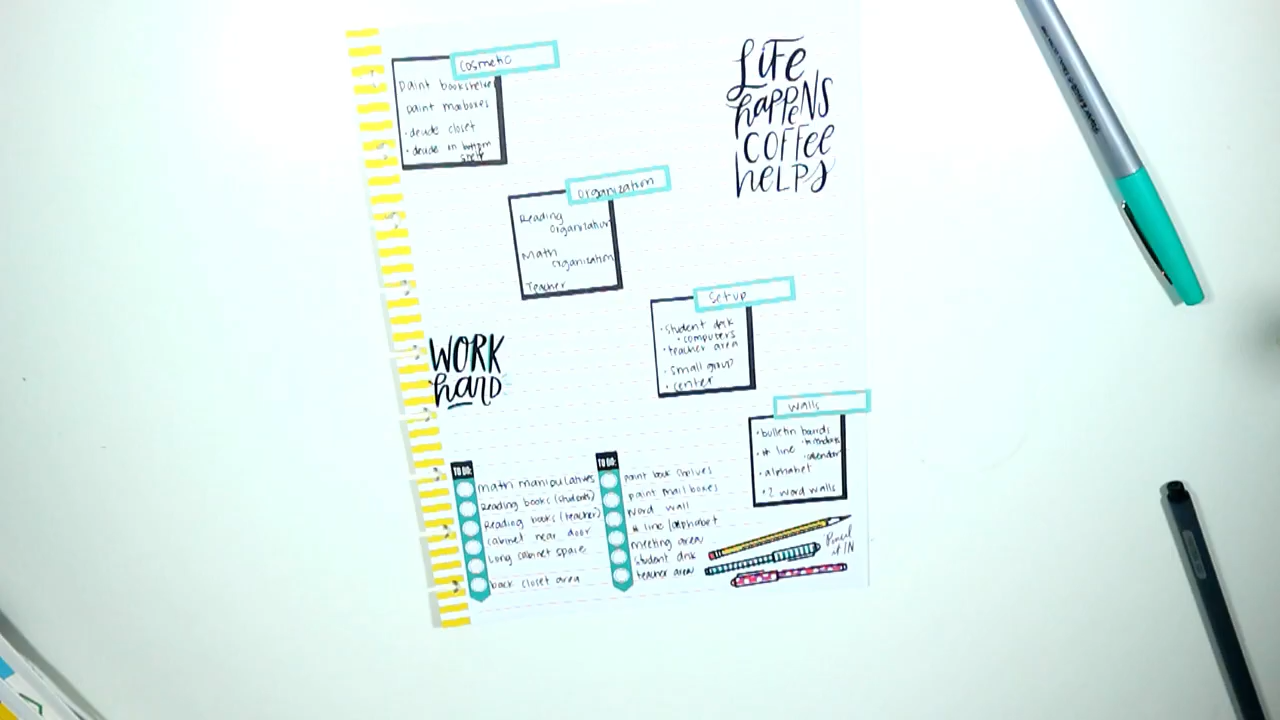 Cosmetic
Paint bookshelve
paint mailboxes
• decide closet
• decide on bottom
shelf
LIFE
happens
COFFEE
HELPS
Organization
Reading
Organization
Math
Organization
Teacher
Setup
• Student desk
• computers
• teacher area
• small group
• center
WORK
hard
Walls
• bulletin boards
• # line
• calendar
• alphabet
• 2 word walls
TO DO:
math manipulatives
Reading books (students)
Reading books (teacher)
cabinet near door
Long cabinet space
back closet area
TO DO:
paint book shelves
paint mailboxes
Word wall
# line / alphabet
meeting area
student desk
teacher area
Pencil
it IN